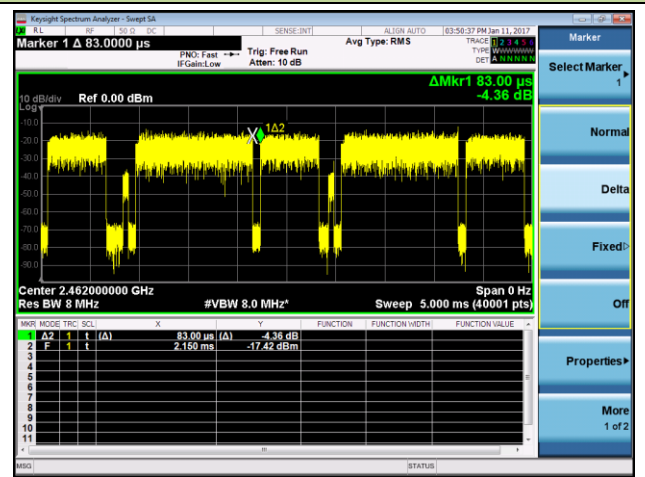 Keysight Spectrum Analyzer - Swept SA
RL RF 50 Ω DC SENSE:INT ALIGN AUTO 03:50:37 PM Jan 11, 2017
Marker 1 Δ 83.0000 µs
PNO: Fast
IFGain:Low
Trig: Free Run
Atten: 10 dB
Avg Type: RMS
TRACE 1 2 3 4 5 6
TYPE WWWWWW
DET A N N N N N
ΔMkr1 83.00 µs
-4.36 dB
10 dB/div Ref 0.00 dBm
Log
-10.0
-20.0
-30.0
-40.0
-50.0
-60.0
-70.0
-80.0
-90.0
1Δ2
Center 2.462000000 GHz Span 0 Hz
Res BW 8 MHz #VBW 8.0 MHz* Sweep 5.000 ms (40001 pts)
MKR MODE TRC SCL X Y FUNCTION FUNCTION WIDTH FUNCTION VALUE
1 Δ2 1 t (Δ) 83.00 µs (Δ) -4.36 dB
2 F 1 t 2.150 ms -17.42 dBm
3
4
5
6
7
8
9
10
11
MSG STATUS
Marker
Select Marker
1
Normal
Delta
Fixed
Off
Properties
More
1 of 2